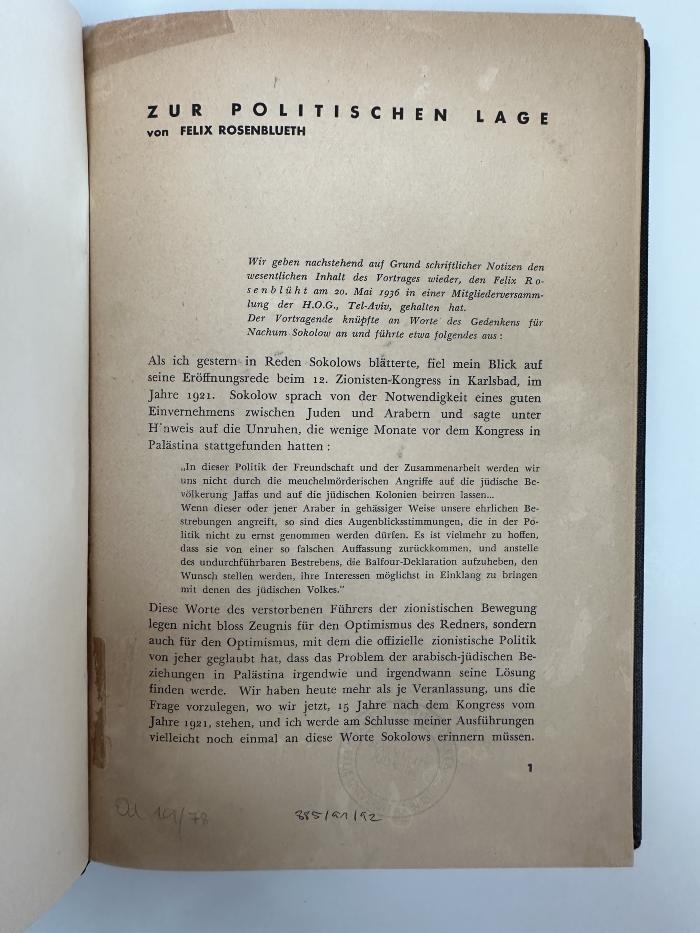 ZUR POLITISCHEN LAGE
von FELIX ROSENBLUETH
Wir geben nachstehend auf Grund schriftlicher Notizen den
wesentlichen Inhalt des Vortrages wieder, den Felix Ro-
senblüht am 20. Mai 1936 in einer Mitgliederversamm-
lung der H.O.G., Tel-Aviv, gehalten hat.
Der Vortragende knüpfte an Worte des Gedenkens für
Nachum Sokolow an und führte etwa folgendes aus :
Als ich gestern in Reden Sokolows blätterte, fiel mein Blick auf
seine Eröffnungsrede beim 12. Zionisten-Kongress in Karlsbad, im
Jahre 1921. Sokolow sprach von der Notwendigkeit eines guten
Einvernehmens zwischen Juden und Arabern und sagte unter
Hinweis auf die Unruhen, die wenige Monate vor dem Kongress in
Palästina stattgefunden hatten :
„In dieser Politik der Freundschaft und der Zusammenarbeit werden wir
uns nicht durch die meuchelmörderischen Angriffe auf die jüdische Be-
völkerung Jaffas und auf die jüdischen Kolonien beirren lassen...
Wenn dieser oder jener Araber in gehässiger Weise unsere ehrlichen Be-
strebungen angreift, so sind dies Augenblicksstimmungen, die in der Po-
litik nicht zu ernst genommen werden dürfen. Es ist vielmehr zu hoffen,
dass sie von einer so falschen Auffassung zurückkommen, und anstelle
des undurchführbaren Bestrebens, die Balfour-Deklaration aufzuheben, den
Wunsch stellen werden, ihre Interessen möglichst in Einklang zu bringen
mit denen des jüdischen Volkes.“
Diese Worte des verstorbenen Führers der zionistischen Bewegung
legen nicht bloss Zeugnis für den Optimismus des Redners, sondern
auch für den Optimismus, mit dem die offizielle zionistische Politik
von jeher geglaubt hat, dass das Problem der arabisch-jüdischen Be-
ziehungen in Palästina irgendwie und irgendwann seine Lösung
finden werde. Wir haben heute mehr als je Veranlassung, uns die
Frage vorzulegen, wo wir jetzt, 15 Jahre nach dem Kongress vom
Jahre 1921, stehen, und ich werde am Schlusse meiner Ausführungen
vielleicht noch einmal an diese Worte Sokolows erinnern müssen.
1
885/91/92